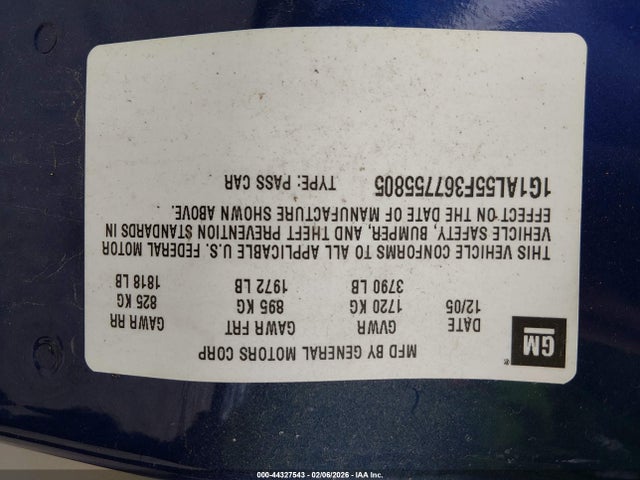 MFD BY GENERAL MOTORS CORP
GM
DATE GVWR GAWR FRT GAWR RR
12/05 1720 KG 895 KG 825 KG
3790 LB 1972 LB 1818 LB
THIS VEHICLE CONFORMS TO ALL APPLICABLE U.S. FEDERAL MOTOR
VEHICLE SAFETY, BUMPER, AND THEFT PREVENTION STANDARDS IN
EFFECT ON THE DATE OF MANUFACTURE SHOWN ABOVE.
1G1AL55F367755805 TYPE: PASS CAR
000-44327543 - 02/06/2026 - IAA Inc.